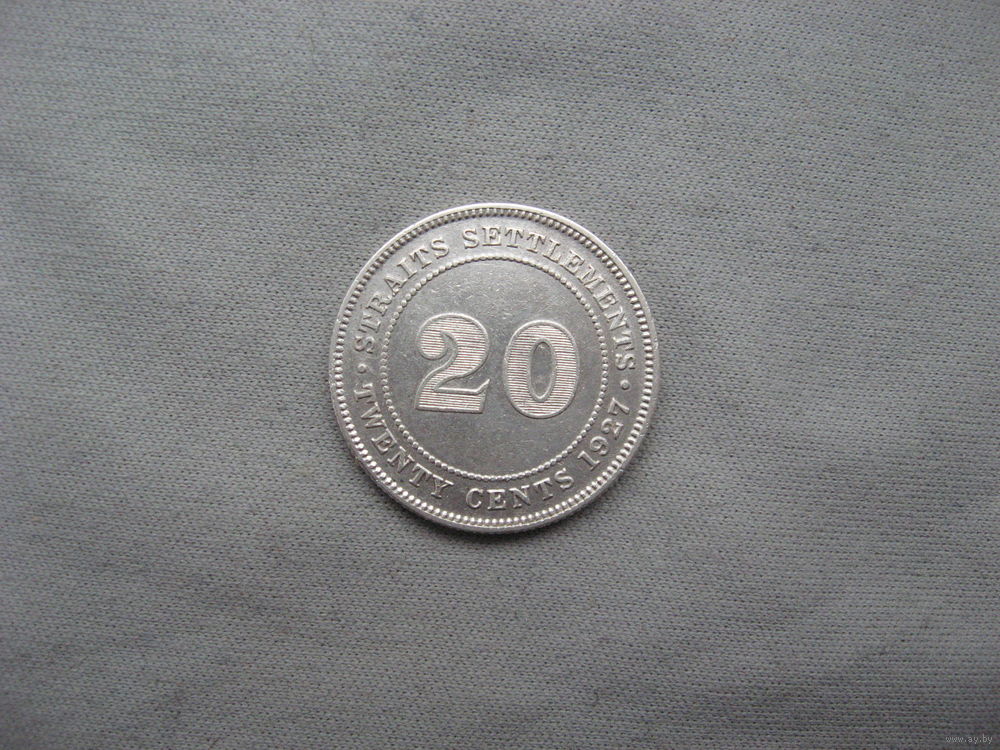 STRAITS SETTLEMENTS
20
TWENTY CENTS 1927
www.ay.by